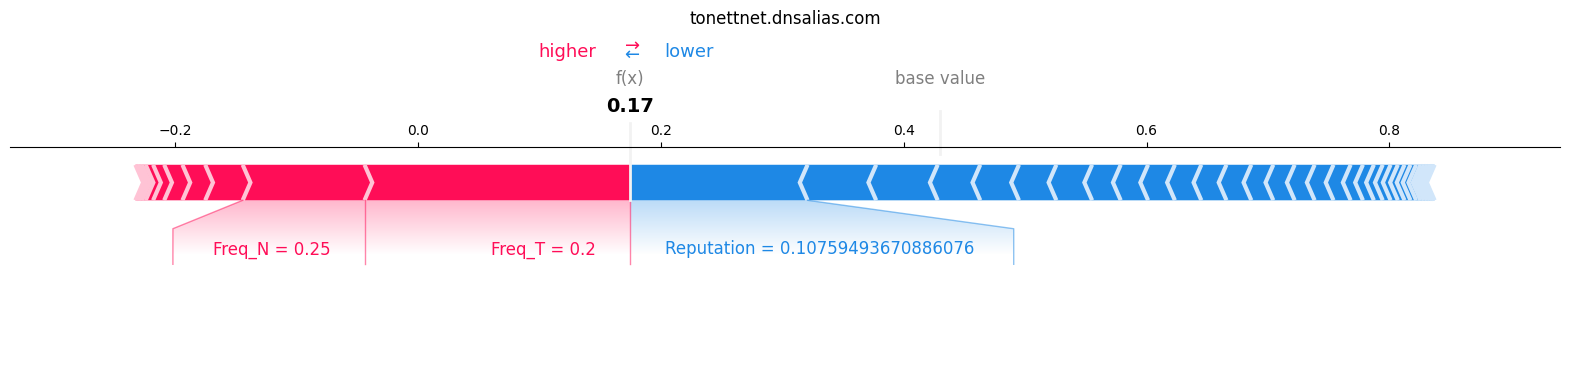 tonettnet.dnsalias.com
higher ⇄ lower
f(x) base value
0.17
−0.2 0.0 0.2 0.4 0.6 0.8
Freq_N = 0.25 Freq_T = 0.2 Reputation = 0.10759493670886076